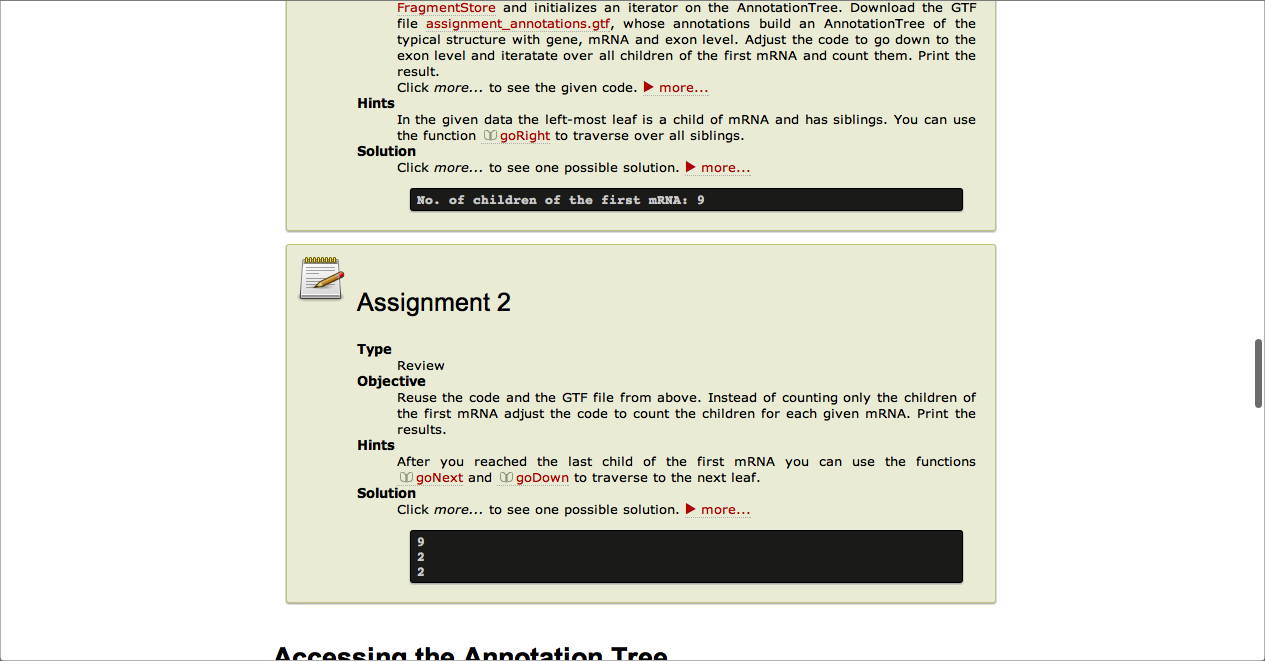 FragmentStore and initializes an iterator on the AnnotationTree. Download the GTF
file assignment_annotations.gtf, whose annotations build an AnnotationTree of the
typical structure with gene, mRNA and exon level. Adjust the code to go down to the
exon level and iteratate over all children of the first mRNA and count them. Print the
result.
Click more... to see the given code. ▶ more...
Hints
In the given data the left-most leaf is a child of mRNA and has siblings. You can use
the function goRight to traverse over all siblings.
Solution
Click more... to see one possible solution. ▶ more...
No. of children of the first mRNA: 9
Assignment 2
Type
Review
Objective
Reuse the code and the GTF file from above. Instead of counting only the children of
the first mRNA adjust the code to count the children for each given mRNA. Print the
results.
Hints
After you reached the last child of the first mRNA you can use the functions
goNext and goDown to traverse to the next leaf.
Solution
Click more... to see one possible solution. ▶ more...
9
2
2
Accessing the Annotation Tree